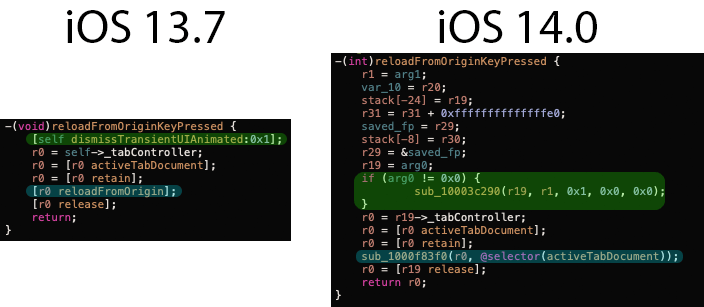 iOS 13.7
-(void)reloadFromOriginKeyPressed {
[self dismissTransientUIAnimated:0x1];
r0 = self->_tabController;
r0 = [r0 activeTabDocument];
r0 = [r0 retain];
[r0 reloadFromOrigin];
[r0 release];
return;
}
iOS 14.0
-(int)reloadFromOriginKeyPressed {
r1 = arg1;
var_10 = r20;
stack[-24] = r19;
r31 = r31 + 0xffffffffffffffe0;
saved_fp = r29;
stack[-8] = r30;
r29 = &saved_fp;
r19 = arg0;
if (arg0 != 0x0) {
sub_10003c290(r19, r1, 0x1, 0x0, 0x0);
}
r0 = r19->_tabController;
r0 = [r0 activeTabDocument];
r0 = [r0 retain];
sub_1000f83f0(r0, @selector(activeTabDocument));
r0 = [r19 release];
return r0;
}